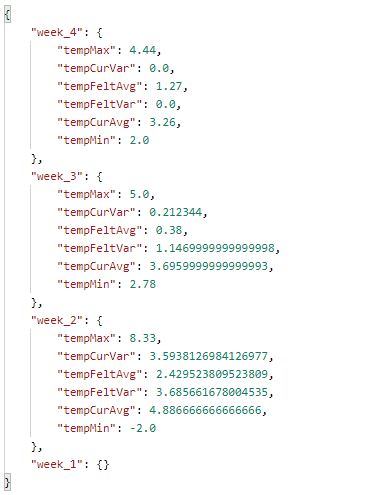 {
    "week_4": {
        "tempMax": 4.44,
        "tempCurVar": 0.0,
        "tempFeltAvg": 1.27,
        "tempFeltVar": 0.0,
        "tempCurAvg": 3.26,
        "tempMin": 2.0
    },
    "week_3": {
        "tempMax": 5.0,
        "tempCurVar": 0.212344,
        "tempFeltAvg": 0.38,
        "tempFeltVar": 1.1469999999999998,
        "tempCurAvg": 3.6959999999999993,
        "tempMin": 2.78
    },
    "week_2": {
        "tempMax": 8.33,
        "tempCurVar": 3.5938126984126977,
        "tempFeltAvg": 2.429523809523809,
        "tempFeltVar": 3.685661678004535,
        "tempCurAvg": 4.886666666666666,
        "tempMin": -2.0
    },
    "week_1": {}
}